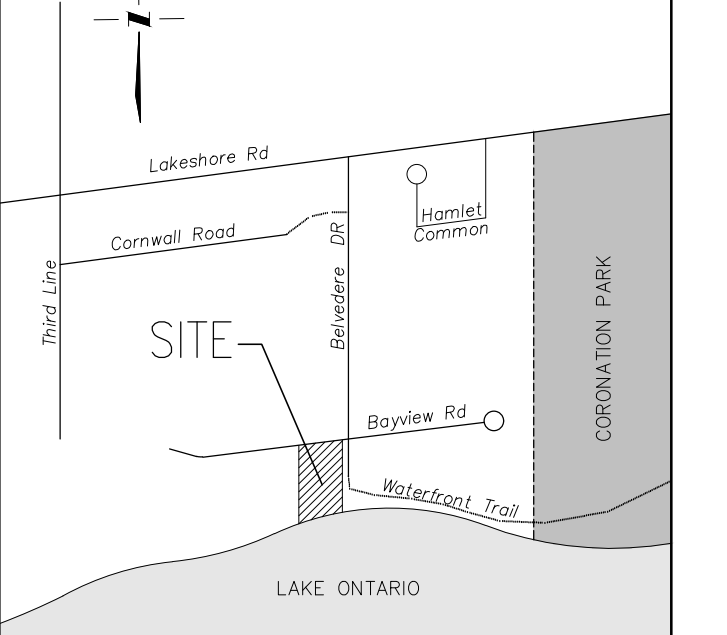 N
Lakeshore Rd
Hamlet
Common
Cornwall Road
Belvedere DR
Third Line
CORONATION PARK
SITE
Bayview Rd
Waterfront Trail
LAKE ONTARIO